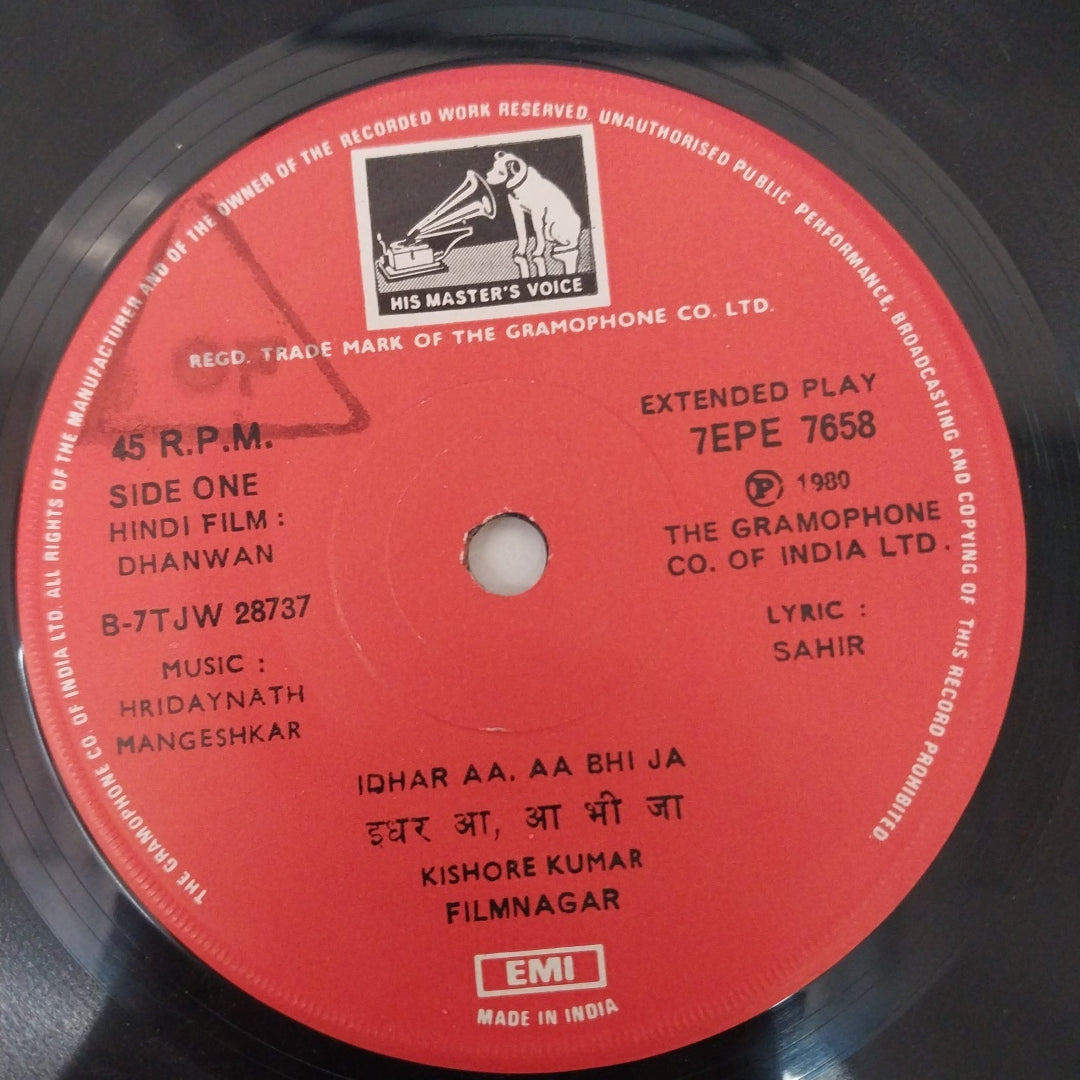 THE GRAMOPHONE CO. OF INDIA LTD. ALL RIGHTS OF THE MANUFACTURER AND OF THE OWNER OF THE RECORDED WORK RESERVED. UNAUTHORISED PUBLIC PERFORMANCE, BROADCASTING AND COPYING OF THIS RECORD PROHIBITED.
HIS MASTER'S VOICE
REGD. TRADE MARK OF THE GRAMOPHONE CO. LTD.
45 R.P.M.
SIDE ONE
HINDI FILM :
DHANWAN
B-7TJW 28737
MUSIC :
HRIDAYNATH
MANGESHKAR
EXTENDED PLAY
7EPE 7658
Ⓟ 1980
THE GRAMOPHONE
CO. OF INDIA LTD.
LYRIC :
SAHIR
IDHAR AA, AA BHI JA
इधर आ, आ भी जा
KISHORE KUMAR
FILMNAGAR
EMI
MADE IN INDIA